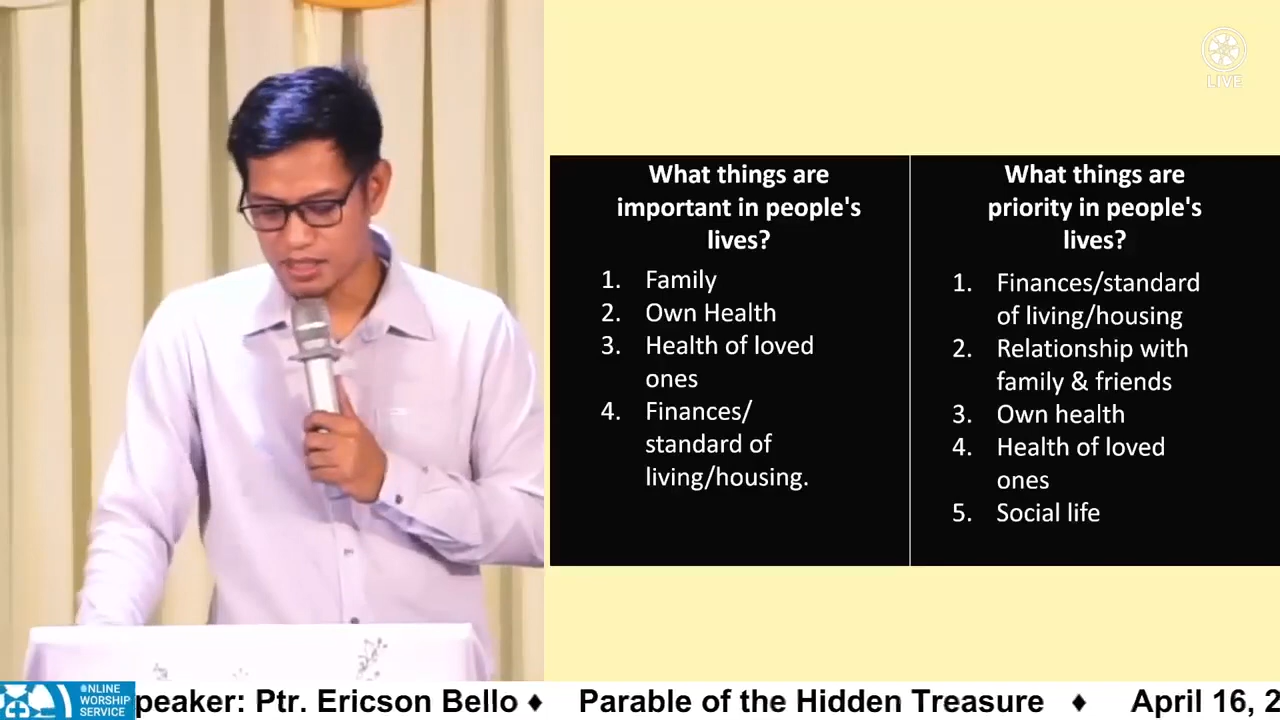 LIVE
What things are
important in people's
lives?
1. Family
2. Own Health
3. Health of loved
ones
4. Finances/
standard of
living/housing.
What things are
priority in people's
lives?
1. Finances/standard
of living/housing
2. Relationship with
family & friends
3. Own health
4. Health of loved
ones
5. Social life
ONLINE
WORSHIP
SERVICE
peaker: Ptr. Ericson Bello ♦ Parable of the Hidden Treasure ♦ April 16, 2